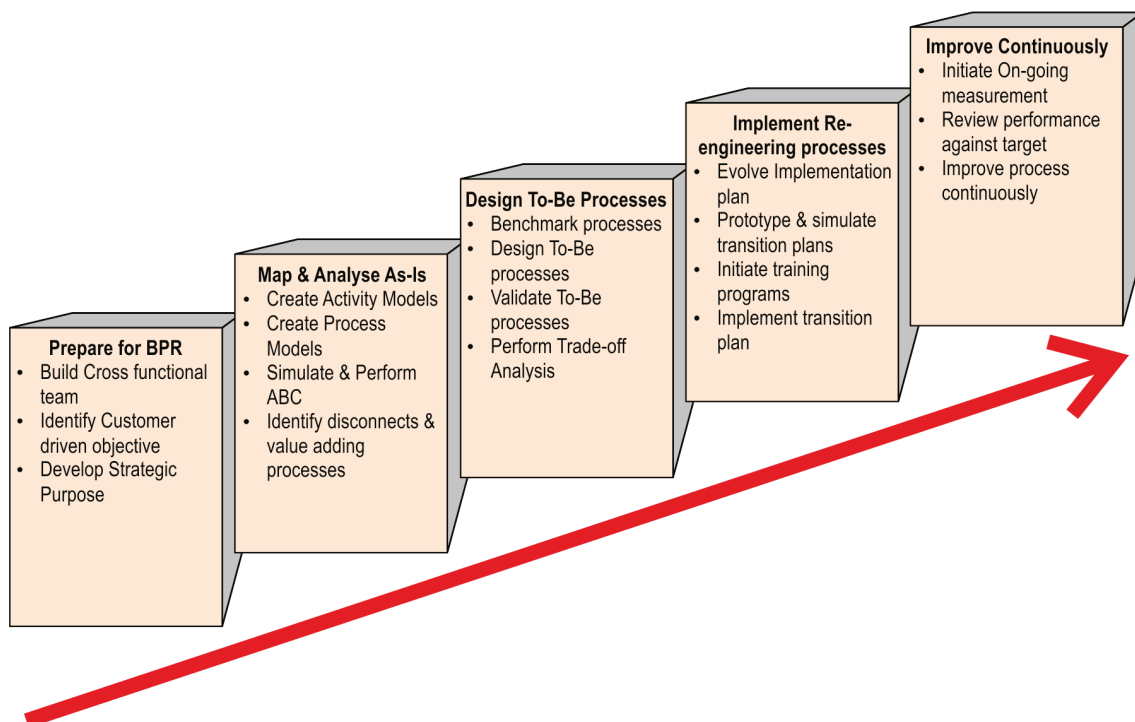 Prepare for BPR
• Build Cross functional
team
• Identify Customer
driven objective
• Develop Strategic
Purpose
Map & Analyse As-Is
• Create Activity Models
• Create Process
Models
• Simulate & Perform
ABC
• Identify disconnects &
value adding
processes
Design To-Be Processes
• Benchmark processes
• Design To-Be
processes
• Validate To-Be
processes
• Perform Trade-off
Analysis
Implement Re-
engineering processes
• Evolve Implementation
plan
• Prototype & simulate
transition plans
• Initiate training
programs
• Implement transition
plan
Improve Continuously
• Initiate On-going
measurement
• Review performance
against target
• Improve process
continuously